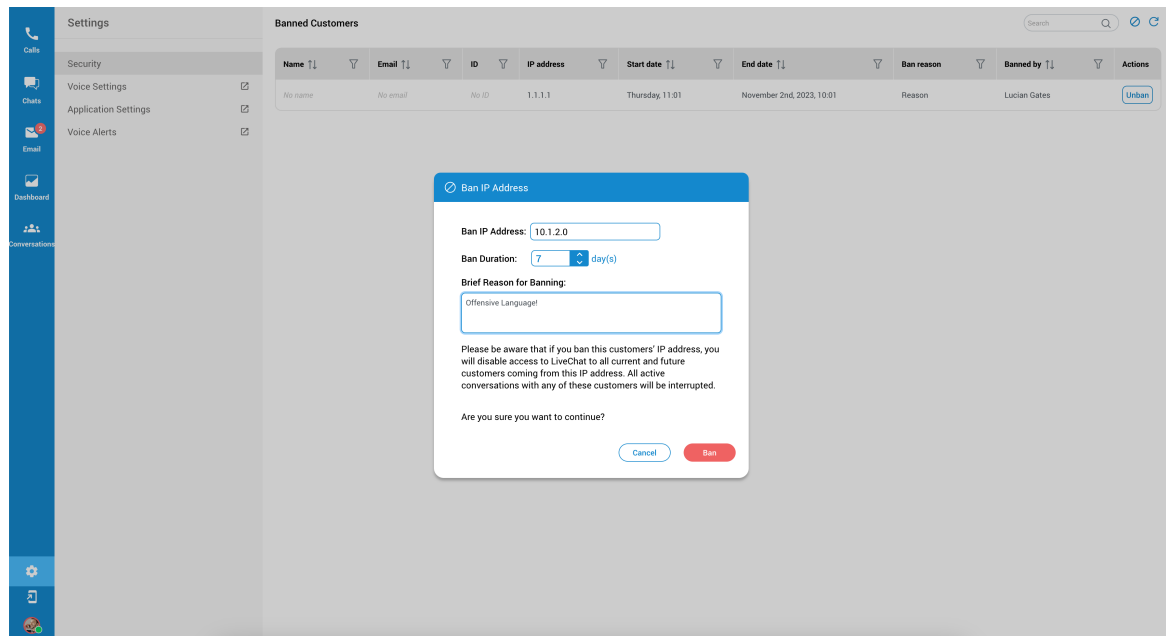 Settings
Banned Customers
Search
Calls
Chats
2
Email
Dashboard
Conversations
Security
Voice Settings
Application Settings
Voice Alerts
Name Email ID IP address Start date End date Ban reason Banned by Actions
No name No email No ID 1.1.1.1 Thursday, 11:01 November 2nd, 2023, 10:01 Reason Lucian Gates Unban
Ban IP Address
Ban IP Address: 10.1.2.0
Ban Duration: 7 day(s)
Brief Reason for Banning:
Offensive Language!
Please be aware that if you ban this customers' IP address, you
will disable access to LiveChat to all current and future
customers coming from this IP address. All active
conversations with any of these customers will be interrupted.
Are you sure you want to continue?
Cancel Ban